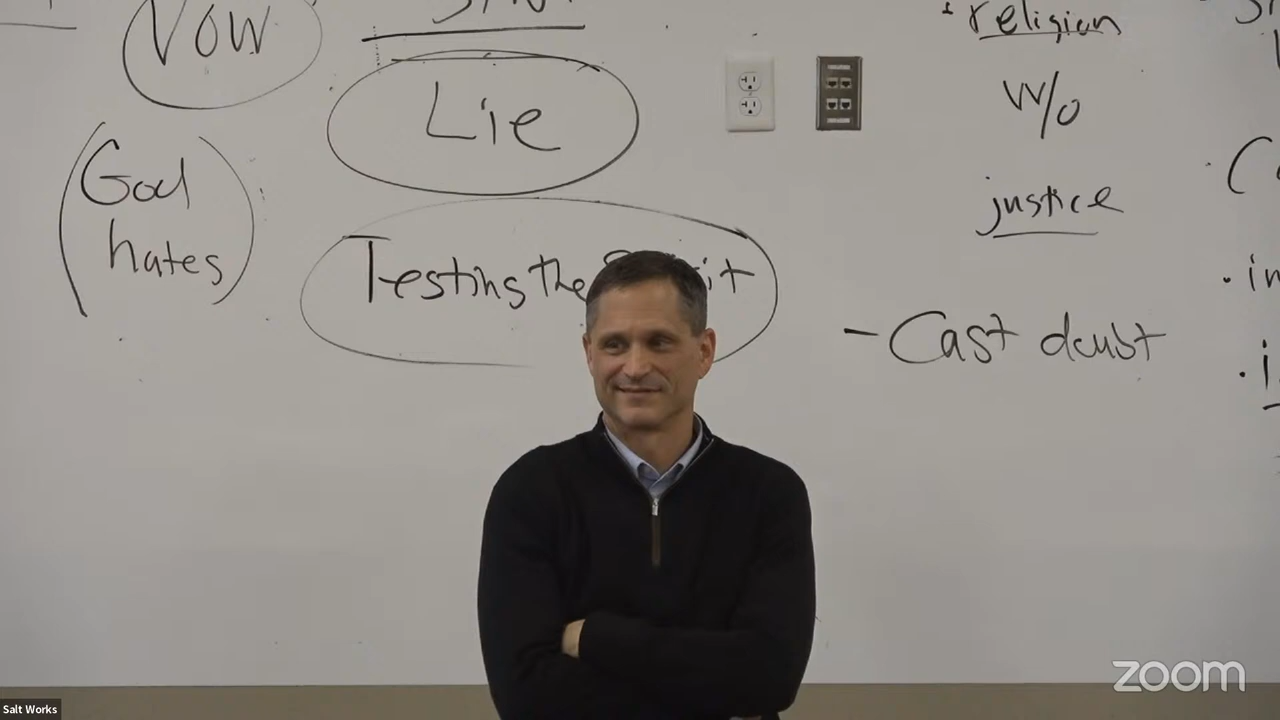 Vow
Lie
God
hates
Testing the
religion
w/o
justice
- Cast doubt
zoom
Salt Works